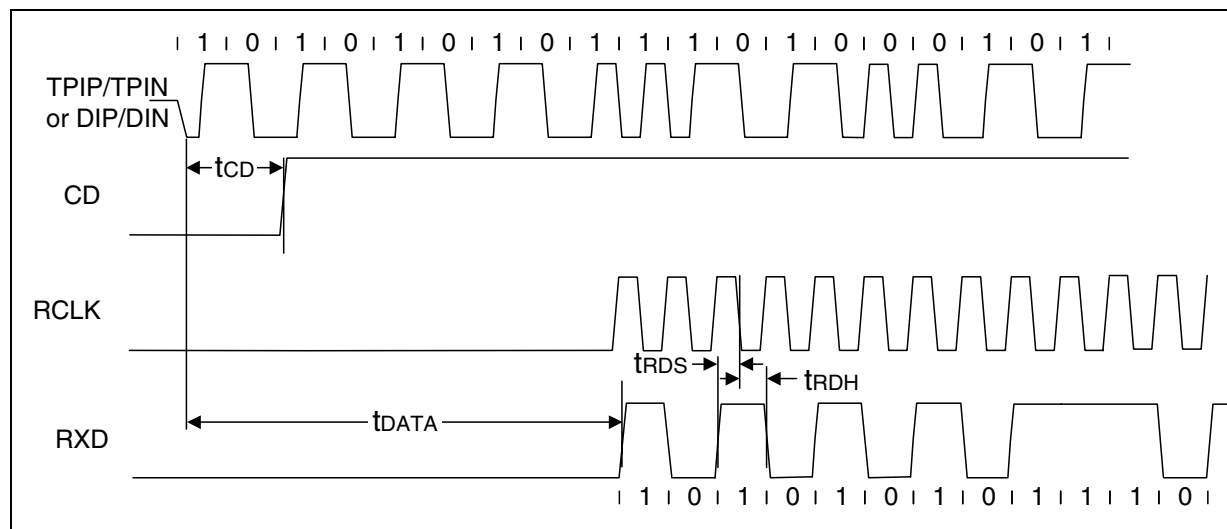 1 0 1 0 1 0 1 0 1 1 1 0 1 0 0 0 1 0 1
TPIP/TPIN
or DIP/DIN
tCD
CD
RCLK
tRDS
tRDH
tDATA
RXD
1 0 1 0 1 0 1 0 1 1 1 0